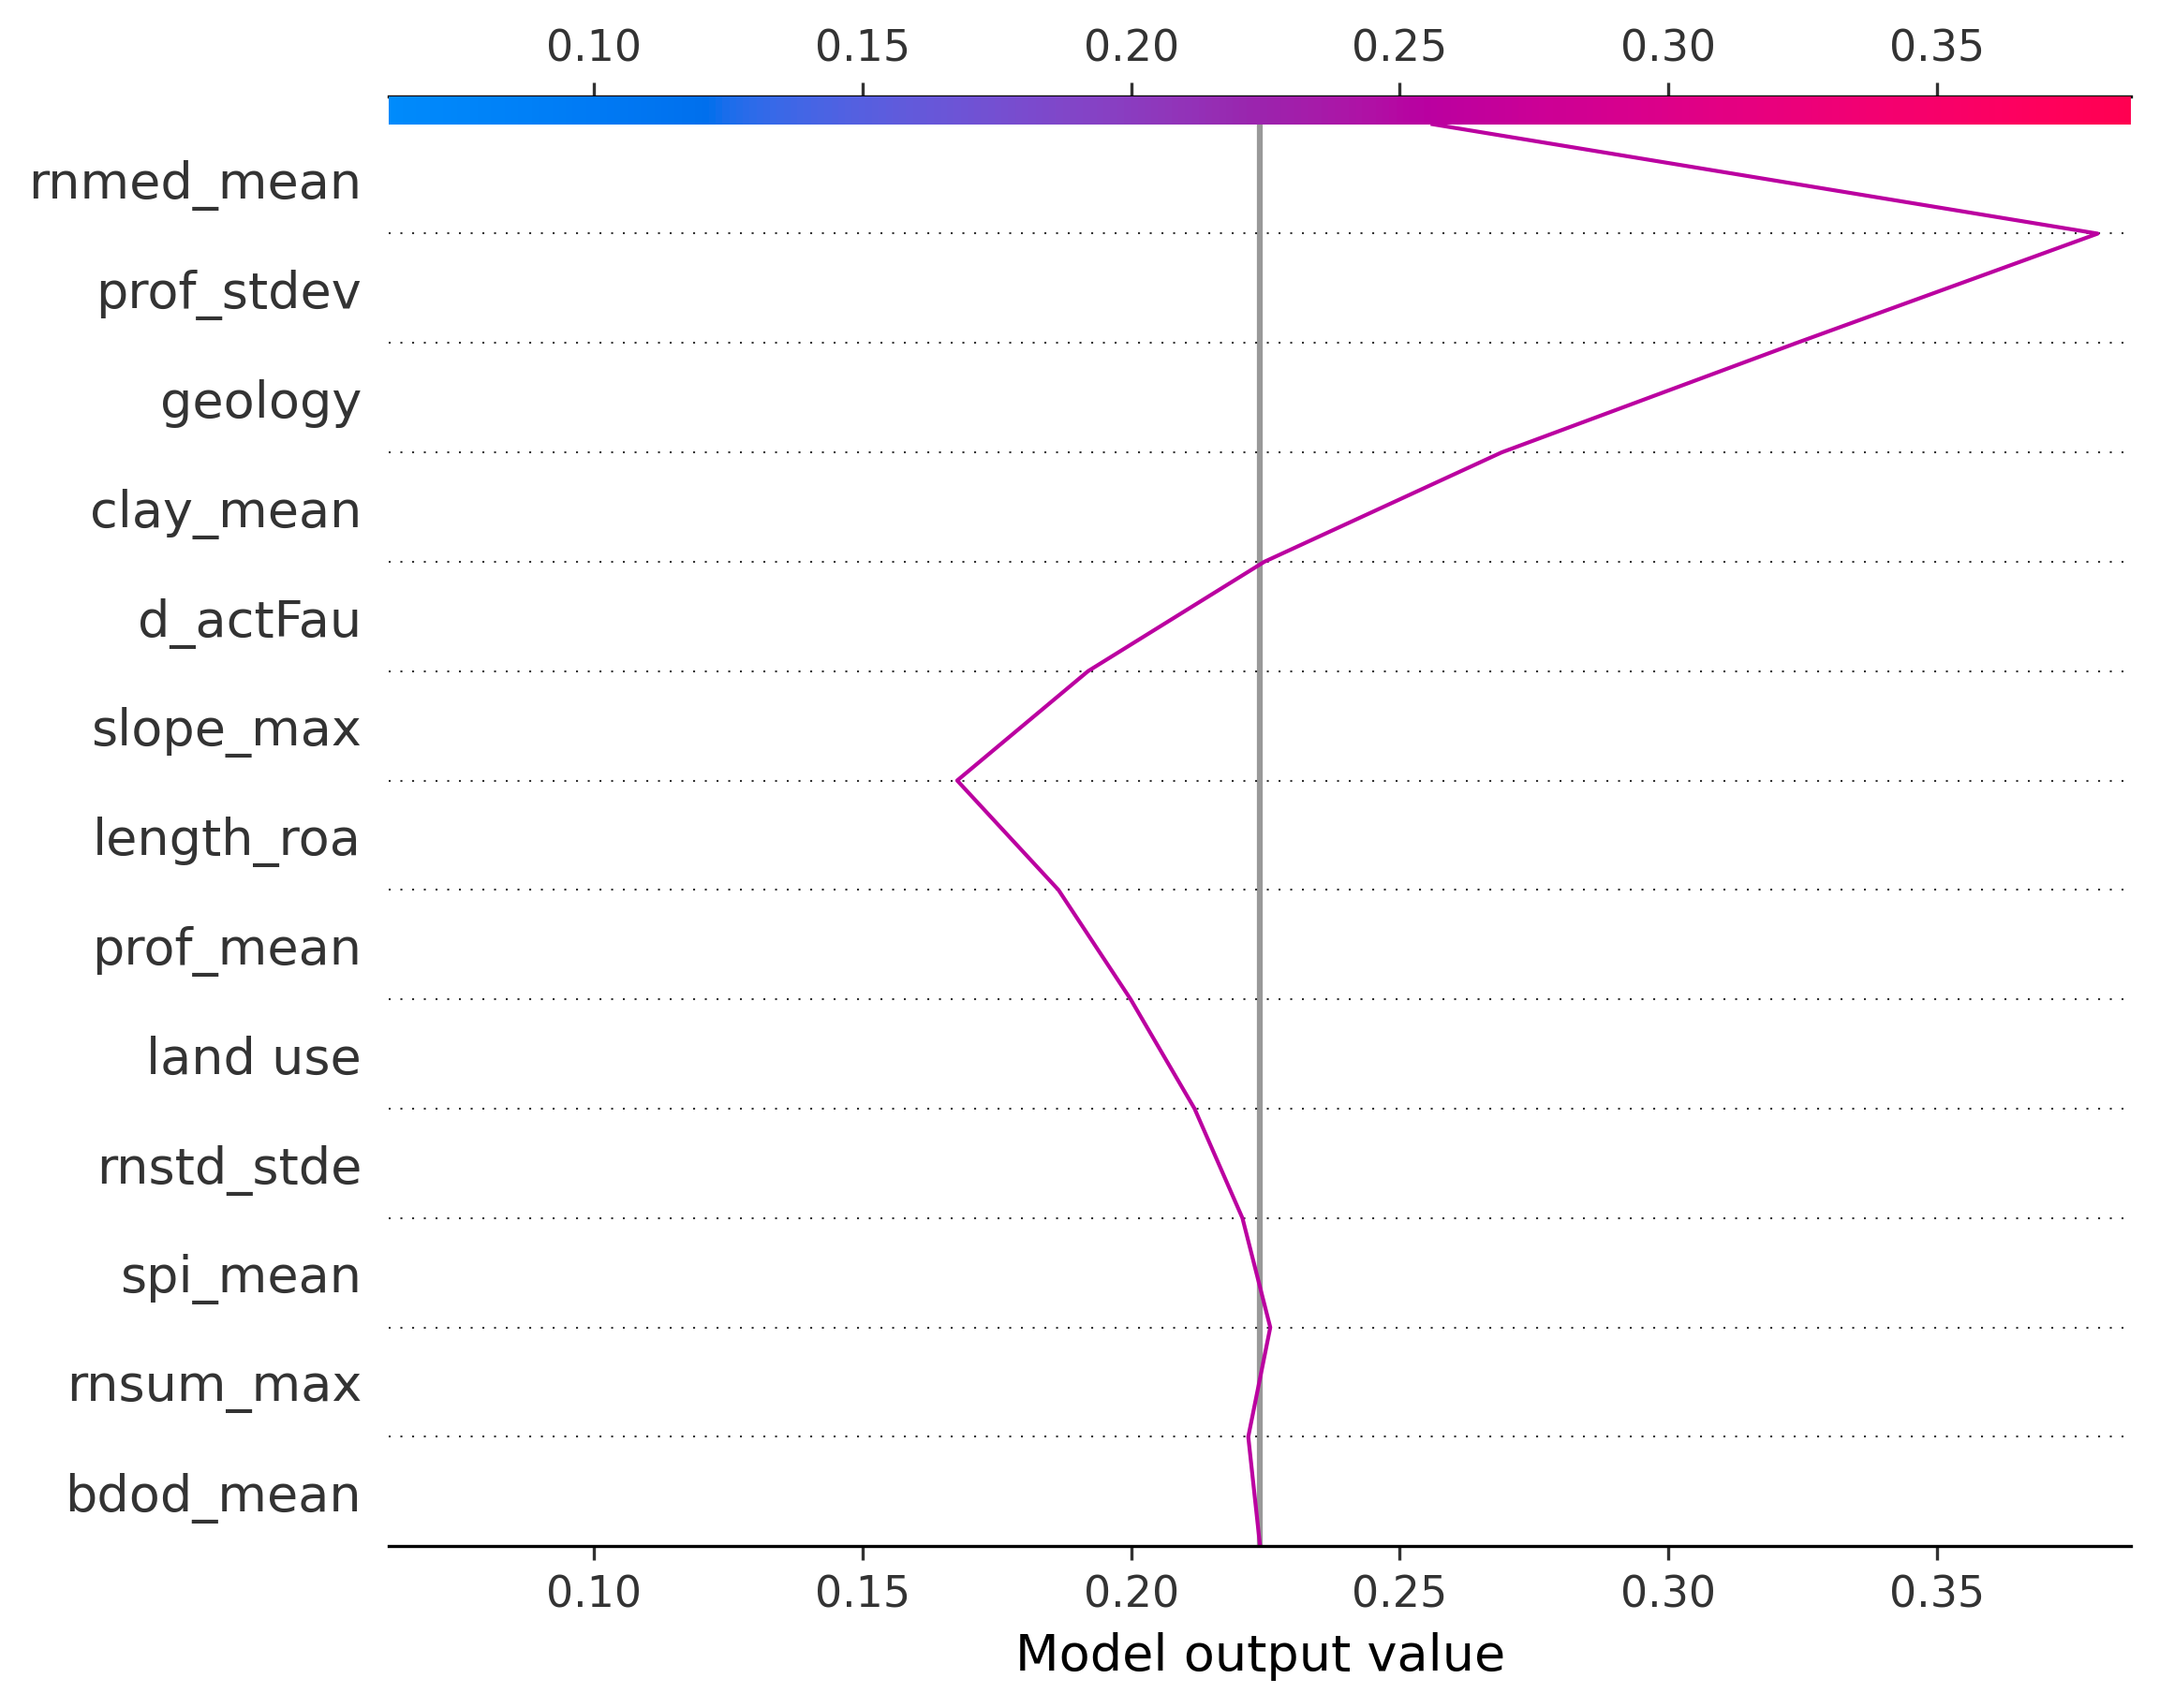 0.10 0.15 0.20 0.25 0.30 0.35
rnmed_mean
prof_stdev
geology
clay_mean
d_actFau
slope_max
length_roa
prof_mean
land use
rnstd_stde
spi_mean
rnsum_max
bdod_mean
0.10 0.15 0.20 0.25 0.30 0.35
Model output value